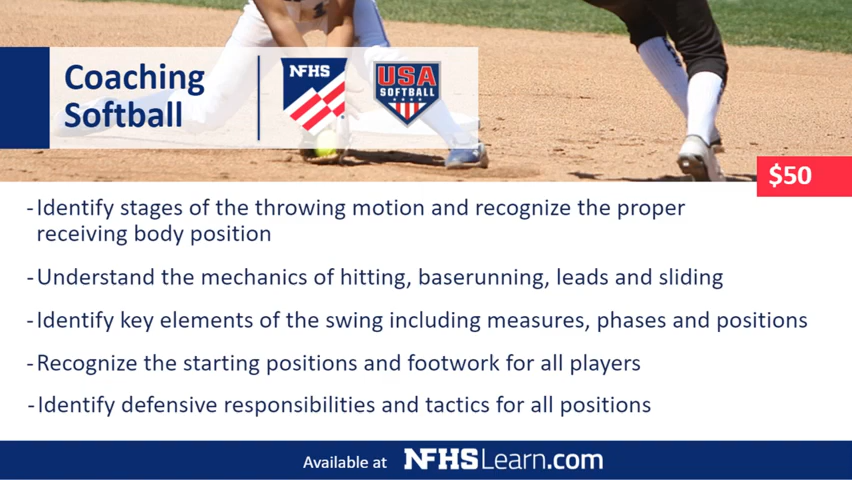 Coaching
Softball
NFHS
USA
SOFTBALL
$50
-Identify stages of the throwing motion and recognize the proper
receiving body position
-Understand the mechanics of hitting, baserunning, leads and sliding
-Identify key elements of the swing including measures, phases and positions
-Recognize the starting positions and footwork for all players
-Identify defensive responsibilities and tactics for all positions
Available at NFHSLearn.com